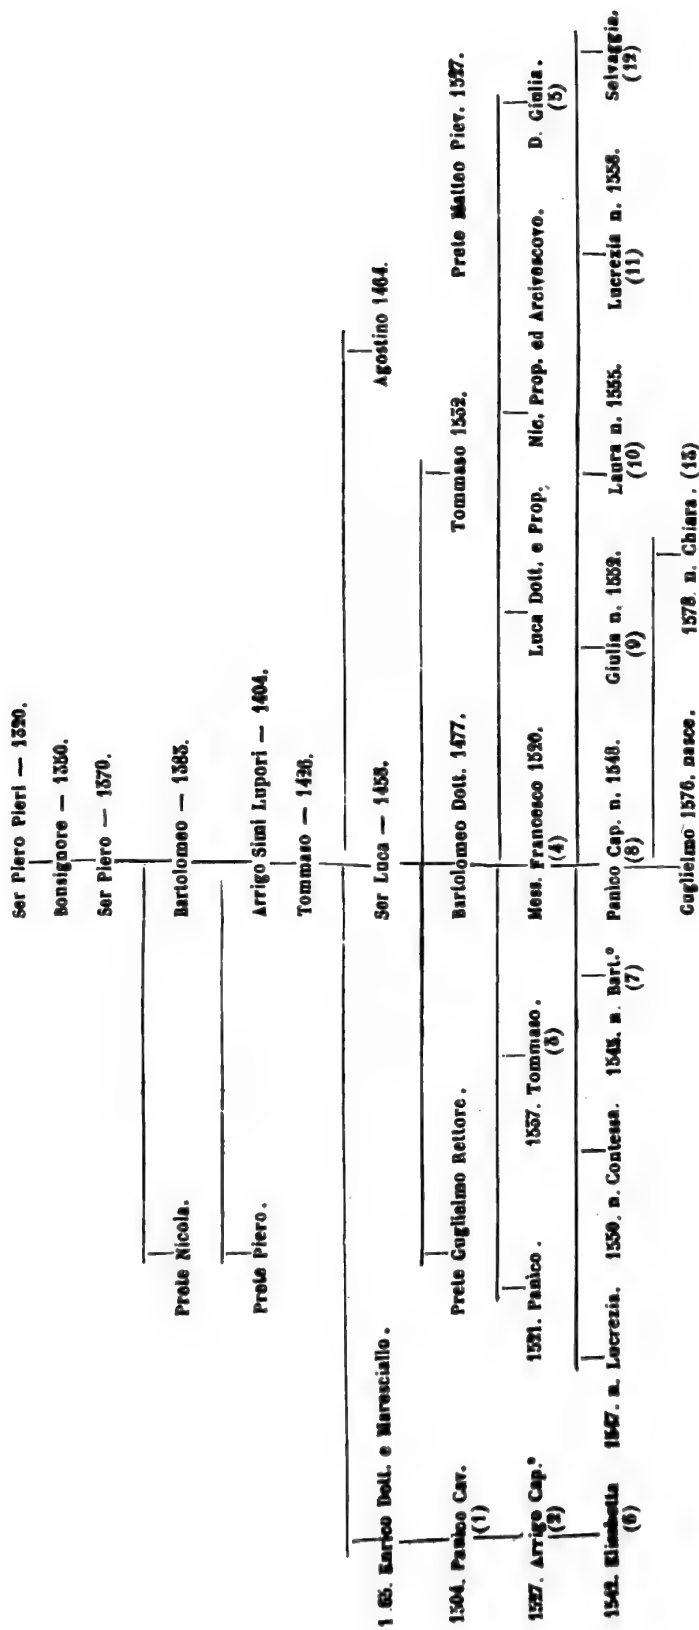 Ser Piero Pieri — 1320.
Bonsignore — 1350.
Ser Piero — 1370.
Prete Nicola. Bartolomeo — 1383.
Prete Piero. Arrigo Simi Lupori — 1404.
Tommaso — 1426.
1 65. Enrico Dott. e Maresciallo. Ser Luca — 1458. Agostino 1464.
1504. Panico Cav. Prete Guglielmo Rettore. Bartolomeo Dott. 1477. Tommaso 1532. Prete Matteo Piev. 1527.
(1)
1527. Arrigo Cap.º 1521. Panico. 1537. Tommaso. Mess. Francesco 1520. Luca Dott. e Prop. Nic. Prop. ed Arcivescovo. D. Giulia.
(2) (3) (4) (5)
1542. Elisabetta 1547. n. Lucrezia. 1550. n. Contessa. 1545. n. Bart.º Panico Cap. n. 1548. Giulia n. 1552. Laura n. 1555. Lucrezia n. 1558. Selvaggia.
(6) (7) (8) (9) (10) (11) (12)
Guglielmo 1576. nasce. 1578. n. Chiara. (13)